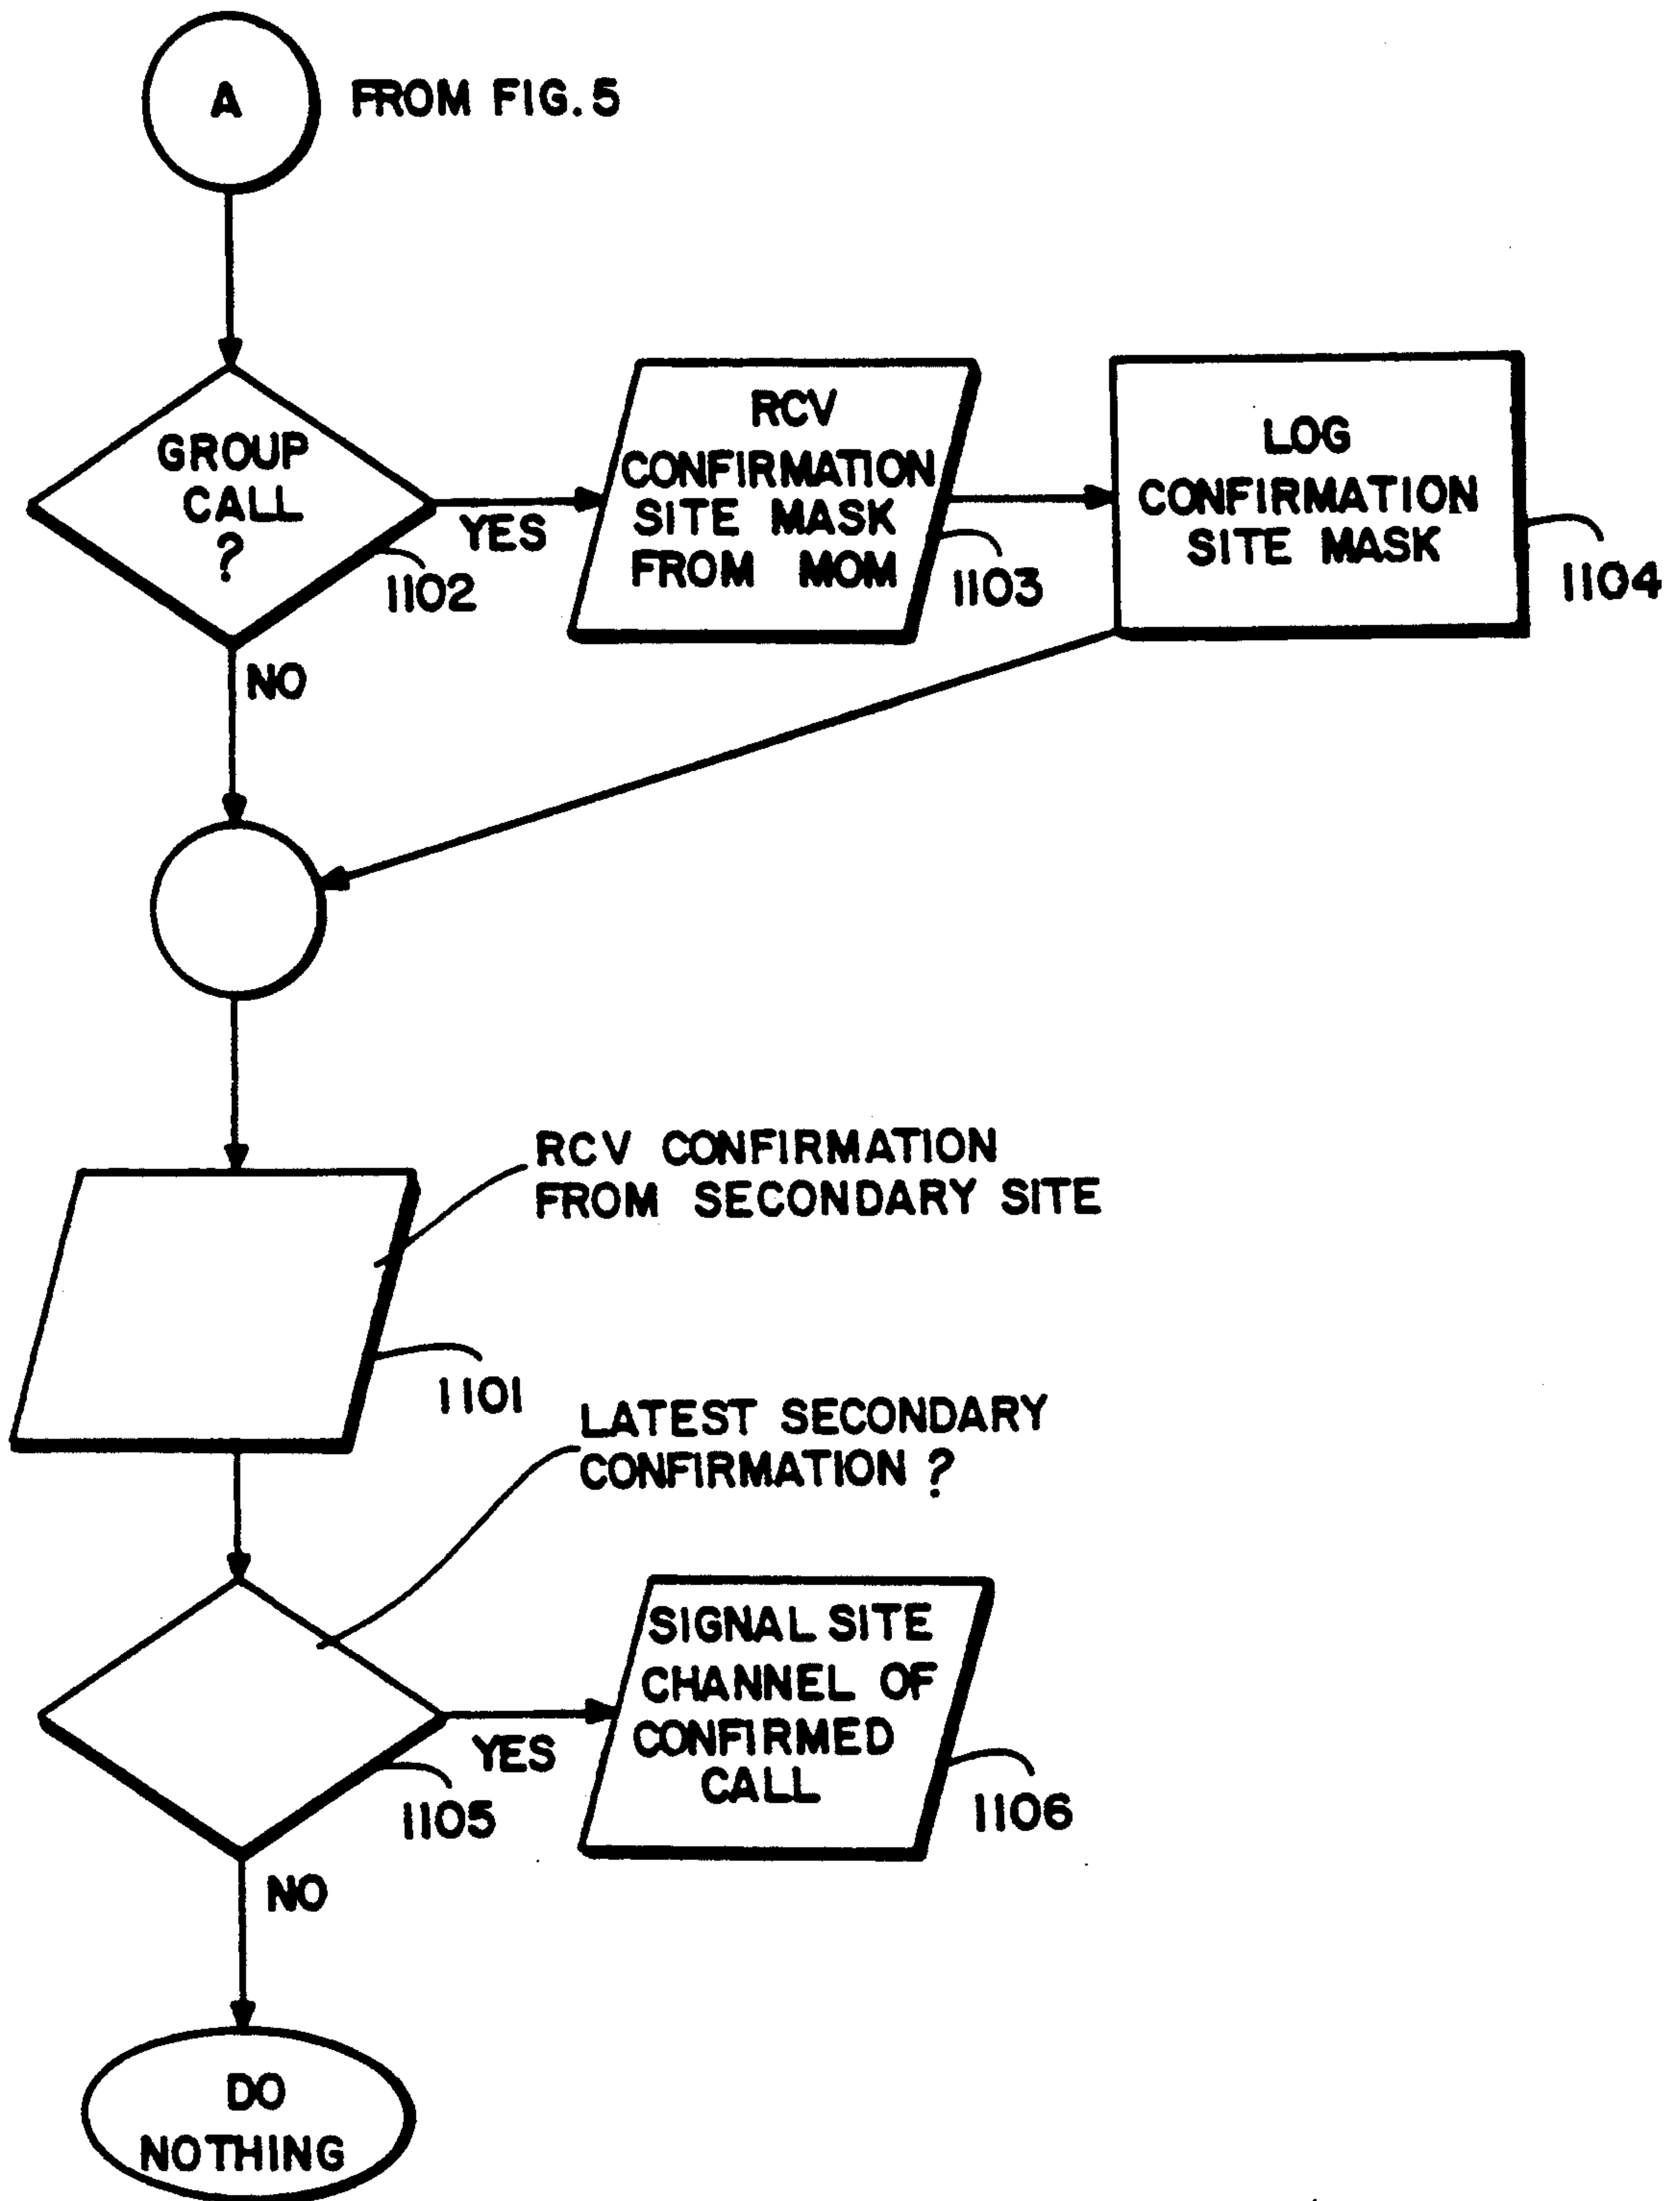 A
FROM FIG. 5
GROUP
CALL
?
YES
1102
NO
RCV
CONFIRMATION
SITE MASK
FROM MOM
1103
LOG
CONFIRMATION
SITE MASK
1104
RCV CONFIRMATION
FROM SECONDARY SITE
1101
LATEST SECONDARY
CONFIRMATION ?
YES
1105
NO
SIGNAL SITE
CHANNEL OF
CONFIRMED
CALL
1106
DO
NOTHING